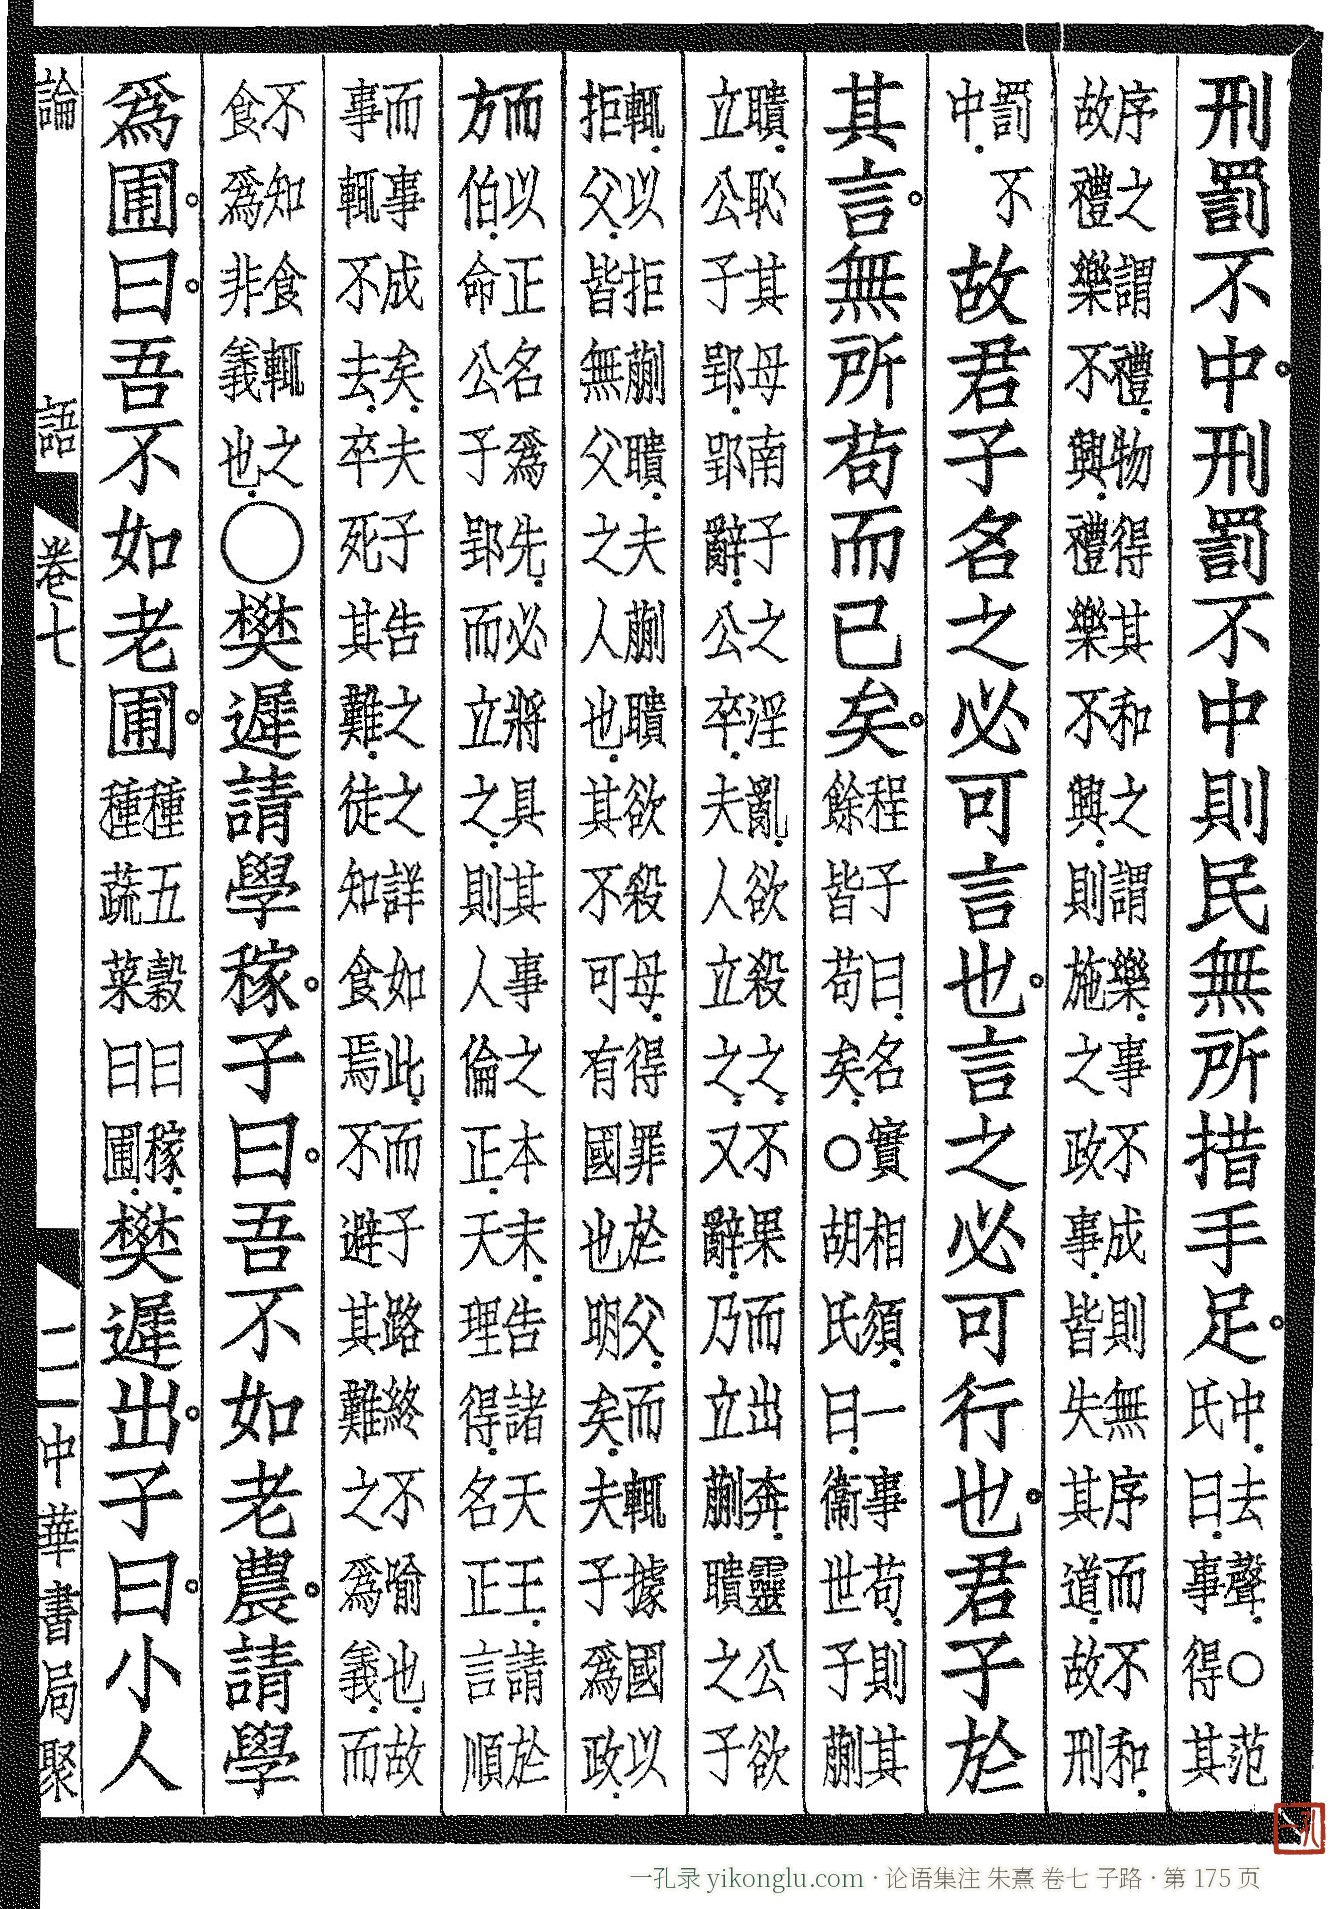 刑罰不中。刑罰不中則民無所措手足。中。去聲。○范氏曰。事得其
序之謂禮。物得其和之謂樂。事不成則無序而不和。故禮樂不興。禮樂不興。則施之政事。皆失其道。故刑
罰不中。故君子名之必可言也。言之必可行也。君子於
其言。無所苟而已矣。程子曰。名實相須。一事苟。則其餘皆苟矣。○胡氏曰。衞世子蒯
聵。恥其母南子之淫亂。欲殺之。不果而出奔。靈公欲立公子郢。郢辭。公卒。夫人立之。又辭。乃立蒯聵之子
輒。以拒蒯聵。夫蒯聵欲殺母。得罪於父。而輒據國以拒父。皆無父之人也。其不可有國也明矣。夫子爲政。
而以正名爲先。必將具其事之本末。告諸天王。請於方伯。命公子郢而立之。則人倫正。天理得。名正言順
而事成矣。夫子告之之詳如此。而子路終不喻也。故事輒不去。卒死其難。徒知食焉不避其難之爲義。而
不知食輒之食爲非義也。○樊遲請學稼。子曰。吾不如老農。請學
爲圃。曰。吾不如老圃。種五穀曰稼。種蔬菜曰圃。樊遲出。子曰。小人
論語 卷七 二一 中華書局聚
一孔录 yikonglu.com · 论语集注 朱熹 卷七 子路 · 第 175 页